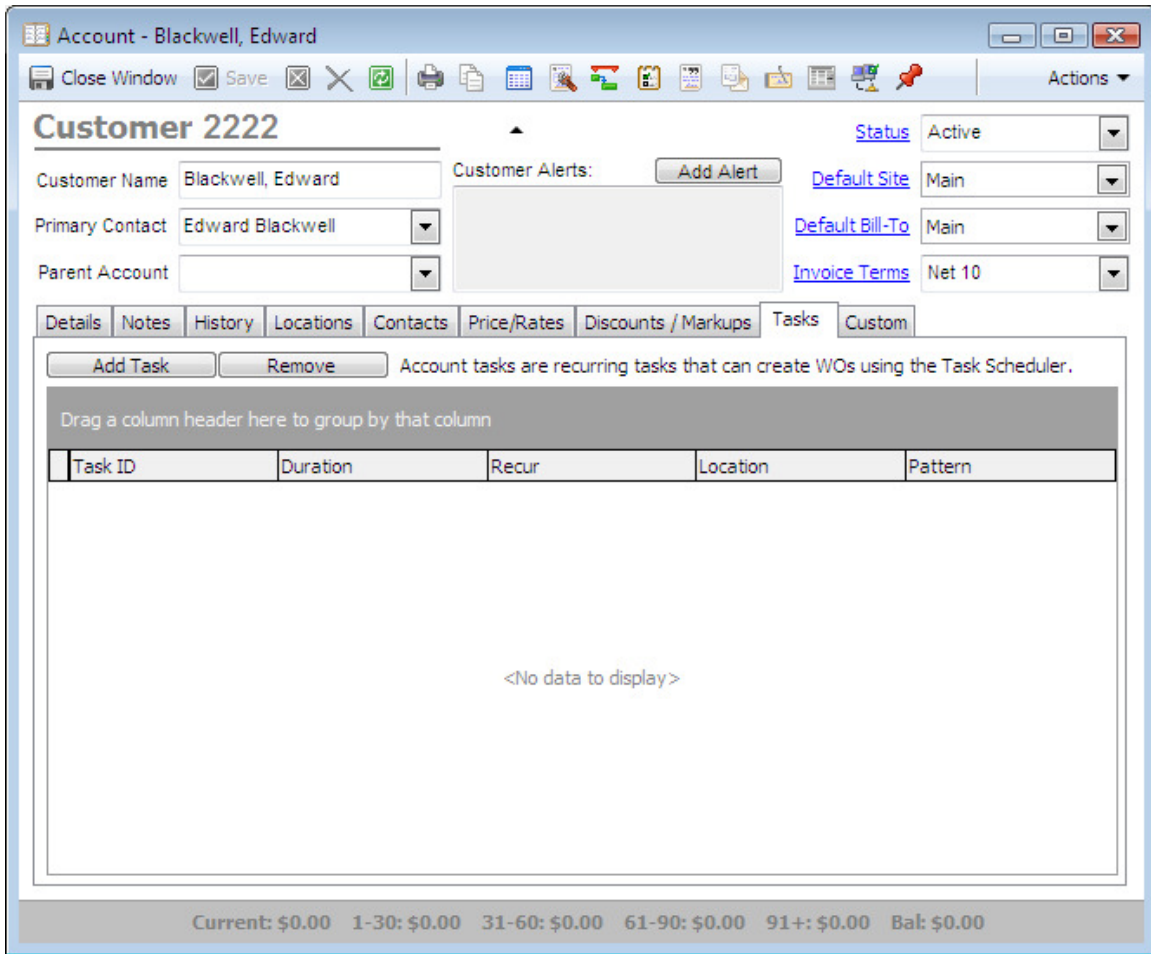 Account - Blackwell, Edward
Close Window Save Actions
Customer 2222
Status Active
Customer Name Blackwell, Edward Customer Alerts: Add Alert Default Site Main
Primary Contact Edward Blackwell Default Bill-To Main
Parent Account Invoice Terms Net 10
Details Notes History Locations Contacts Price/Rates Discounts / Markups Tasks Custom
Add Task Remove Account tasks are recurring tasks that can create WOs using the Task Scheduler.
Drag a column header here to group by that column
Task ID Duration Recur Location Pattern
<No data to display>
Current: $0.00 1-30: $0.00 31-60: $0.00 61-90: $0.00 91+: $0.00 Bal: $0.00